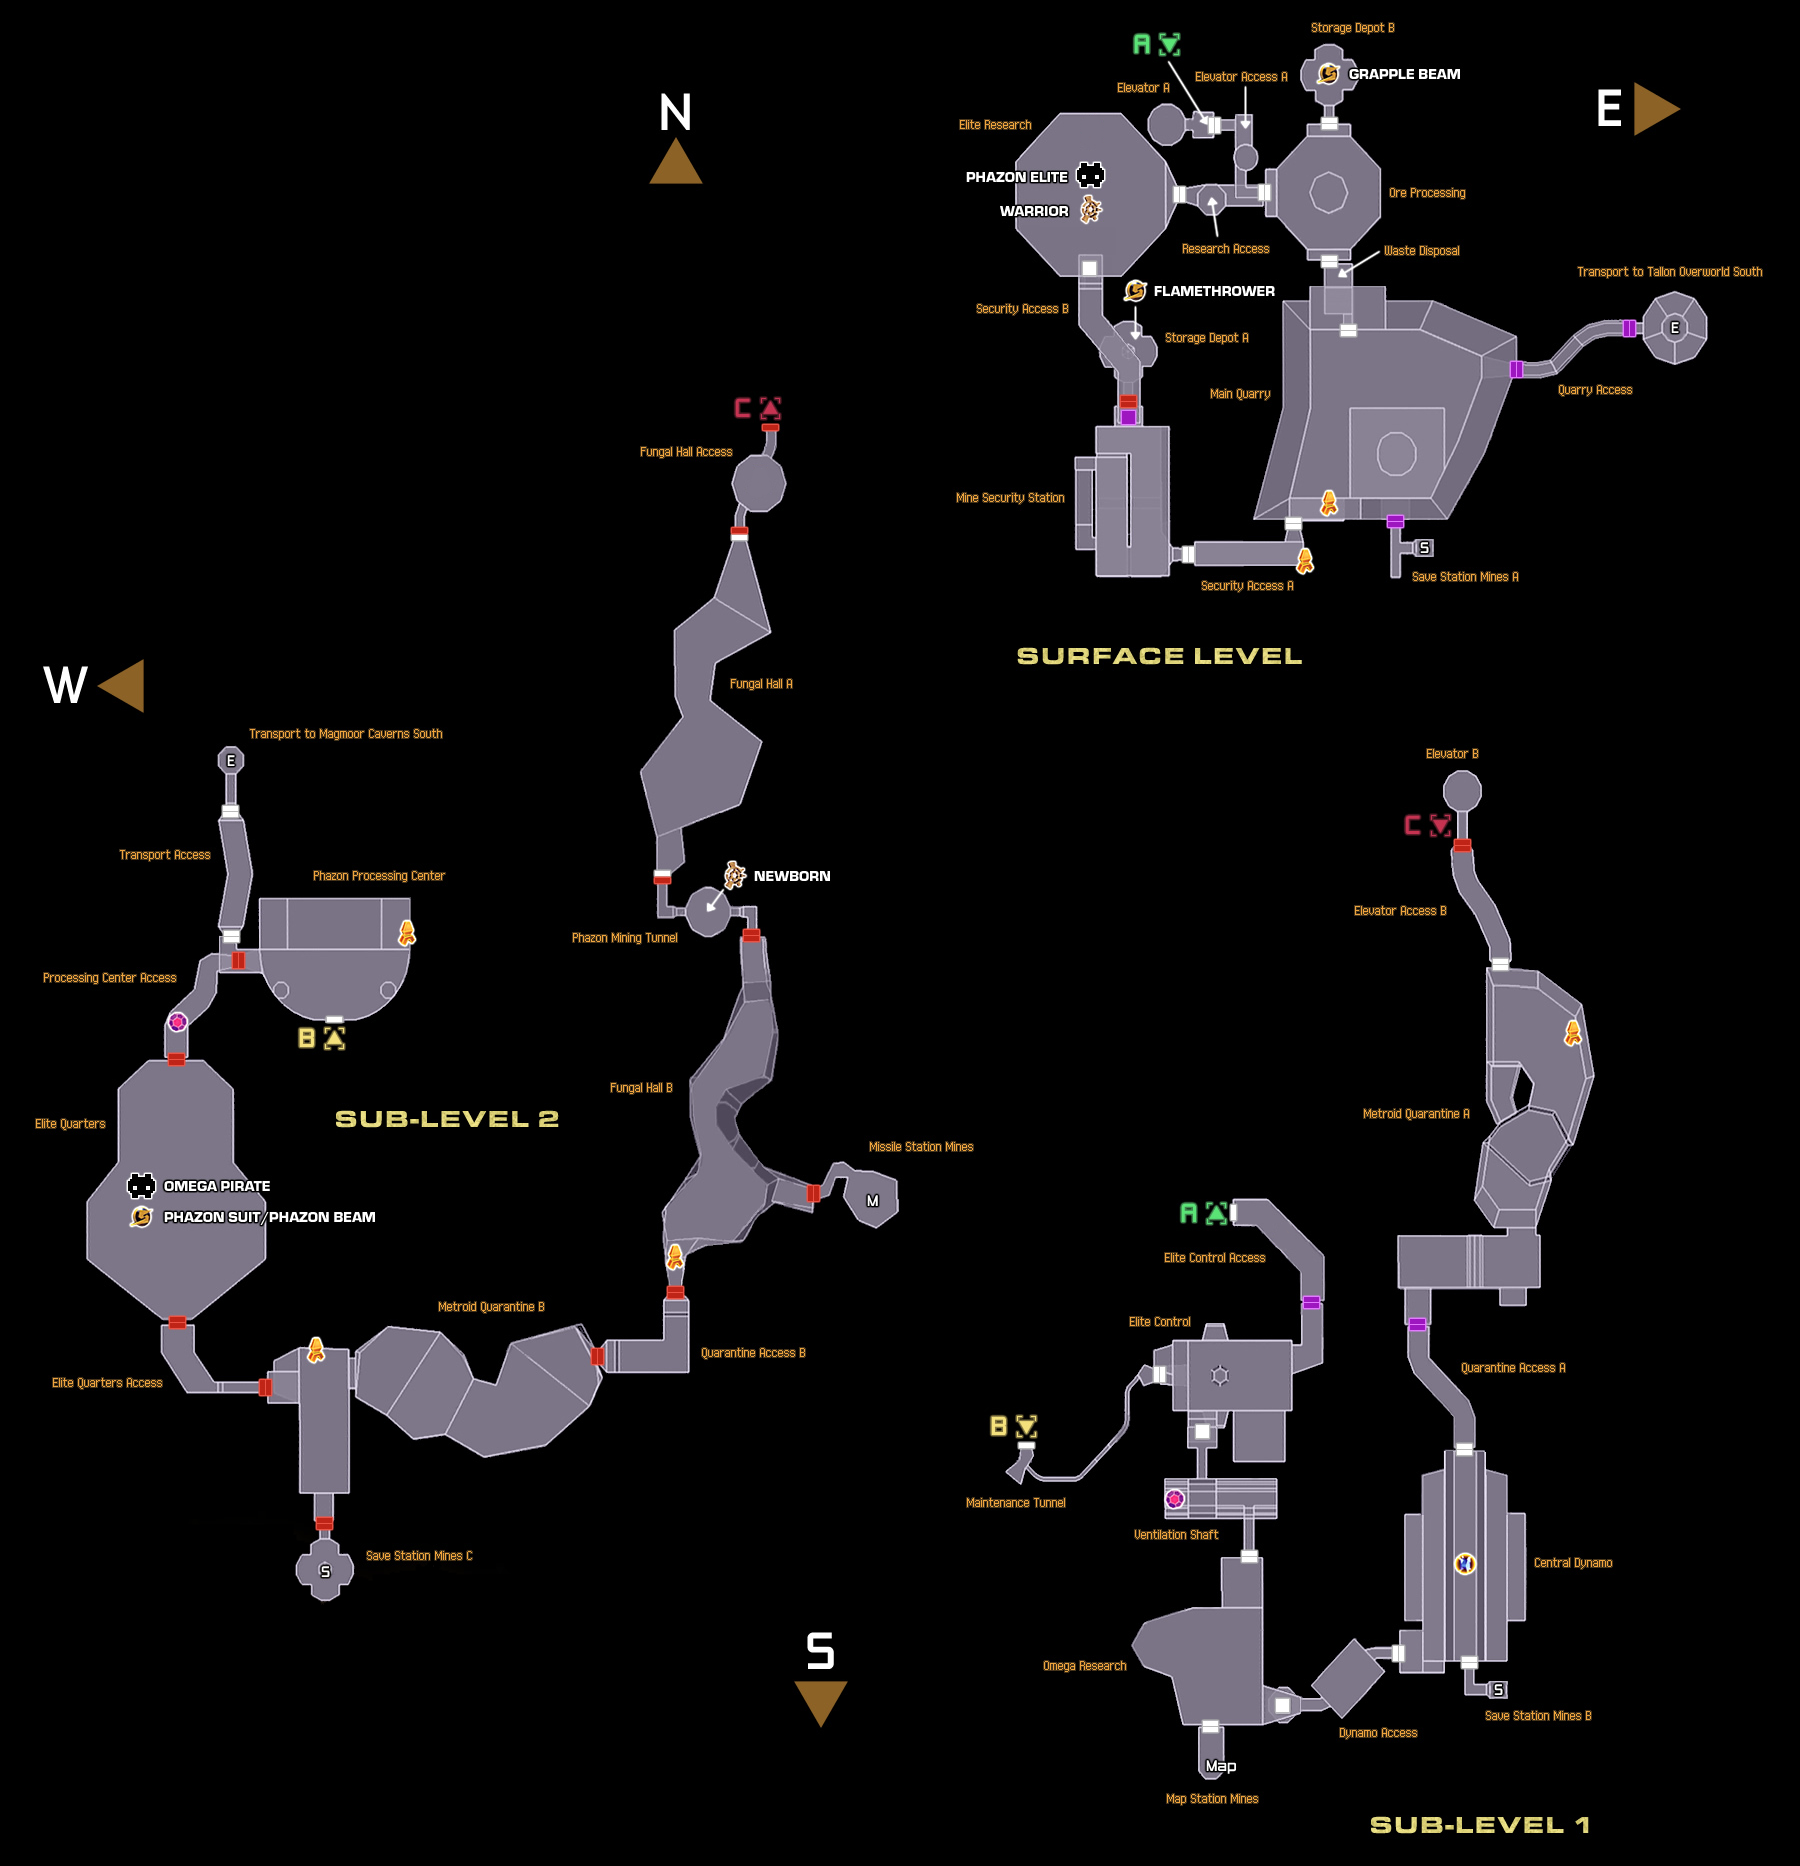 Storage Depot B
A
GRAPPLE BEAM
Elevator Access A
Elevator A
E
N
Elite Research
PHAZON ELITE
Ore Processing
WARRIOR
Research Access
Waste Disposal
Transport to Tallon Overworld South
FLAMETHROWER
Security Access B
E
Storage Depot A
Main Quarry
Quarry Access
C
Fungal Hall Access
Mine Security Station
S
Security Access A
Save Station Mines A
SURFACE LEVEL
W
Fungal Hall A
Transport to Magmoor Caverns South
E
Elevator B
C
Transport Access
Phazon Processing Center
NEWBORN
Elevator Access B
Phazon Mining Tunnel
Processing Center Access
B
Fungal Hall B
Metroid Quarantine A
Elite Quarters
SUB-LEVEL 2
Missile Station Mines
M
OMEGA PIRATE
PHAZON SUIT/PHAZON BEAM
A
Elite Control Access
Metroid Quarantine B
Elite Control
Quarantine Access B
Quarantine Access A
Elite Quarters Access
B
Maintenance Tunnel
Ventilation Shaft
Save Station Mines C
S
Central Dynamo
S
Omega Research
S
Save Station Mines B
Dynamo Access
Map
Map Station Mines
SUB-LEVEL 1